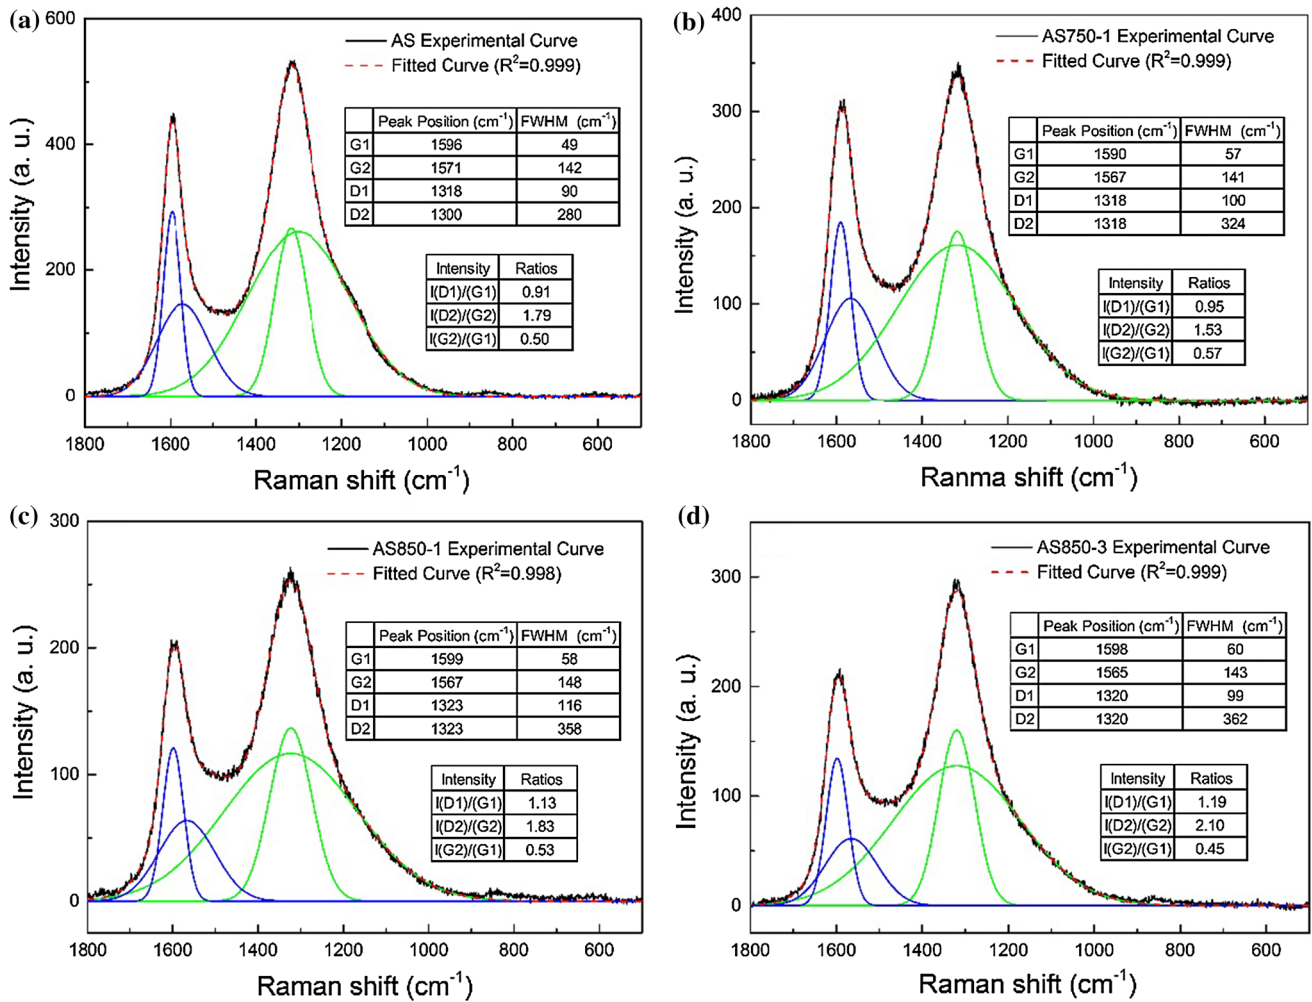 (a)
600
400
200
0
Intensity (a. u.)
AS Experimental Curve
Fitted Curve (R²=0.999)
Peak Position (cm⁻¹) FWHM (cm⁻¹)
G1 1596 49
G2 1571 142
D1 1318 90
D2 1300 280
Intensity Ratios
I(D1)/(G1) 0.91
I(D2)/(G2) 1.79
I(G2)/(G1) 0.50
1800 1600 1400 1200 1000 800 600
Raman shift (cm⁻¹)
(b)
400
300
200
100
0
Intensity (a. u.)
AS750-1 Experimental Curve
Fitted Curve (R²=0.999)
Peak Position (cm⁻¹) FWHM (cm⁻¹)
G1 1590 57
G2 1567 141
D1 1318 100
D2 1318 324
Intensity Ratios
I(D1)/(G1) 0.95
I(D2)/(G2) 1.53
I(G2)/(G1) 0.57
1800 1600 1400 1200 1000 800 600
Ranma shift (cm⁻¹)
(c)
300
200
100
0
Intensity (a. u.)
AS850-1 Experimental Curve
Fitted Curve (R²=0.998)
Peak Position (cm⁻¹) FWHM (cm⁻¹)
G1 1599 58
G2 1567 148
D1 1323 116
D2 1323 358
Intensity Ratios
I(D1)/(G1) 1.13
I(D2)/(G2) 1.83
I(G2)/(G1) 0.53
1800 1600 1400 1200 1000 800 600
Raman shift (cm⁻¹)
(d)
300
200
100
0
Intensity (a. u.)
AS850-3 Experimental Curve
Fitted Curve (R²=0.999)
Peak Position (cm⁻¹) FWHM (cm⁻¹)
G1 1598 60
G2 1565 143
D1 1320 99
D2 1320 362
Intensity Ratios
I(D1)/(G1) 1.19
I(D2)/(G2) 2.10
I(G2)/(G1) 0.45
1800 1600 1400 1200 1000 800 600
Raman shift (cm⁻¹)